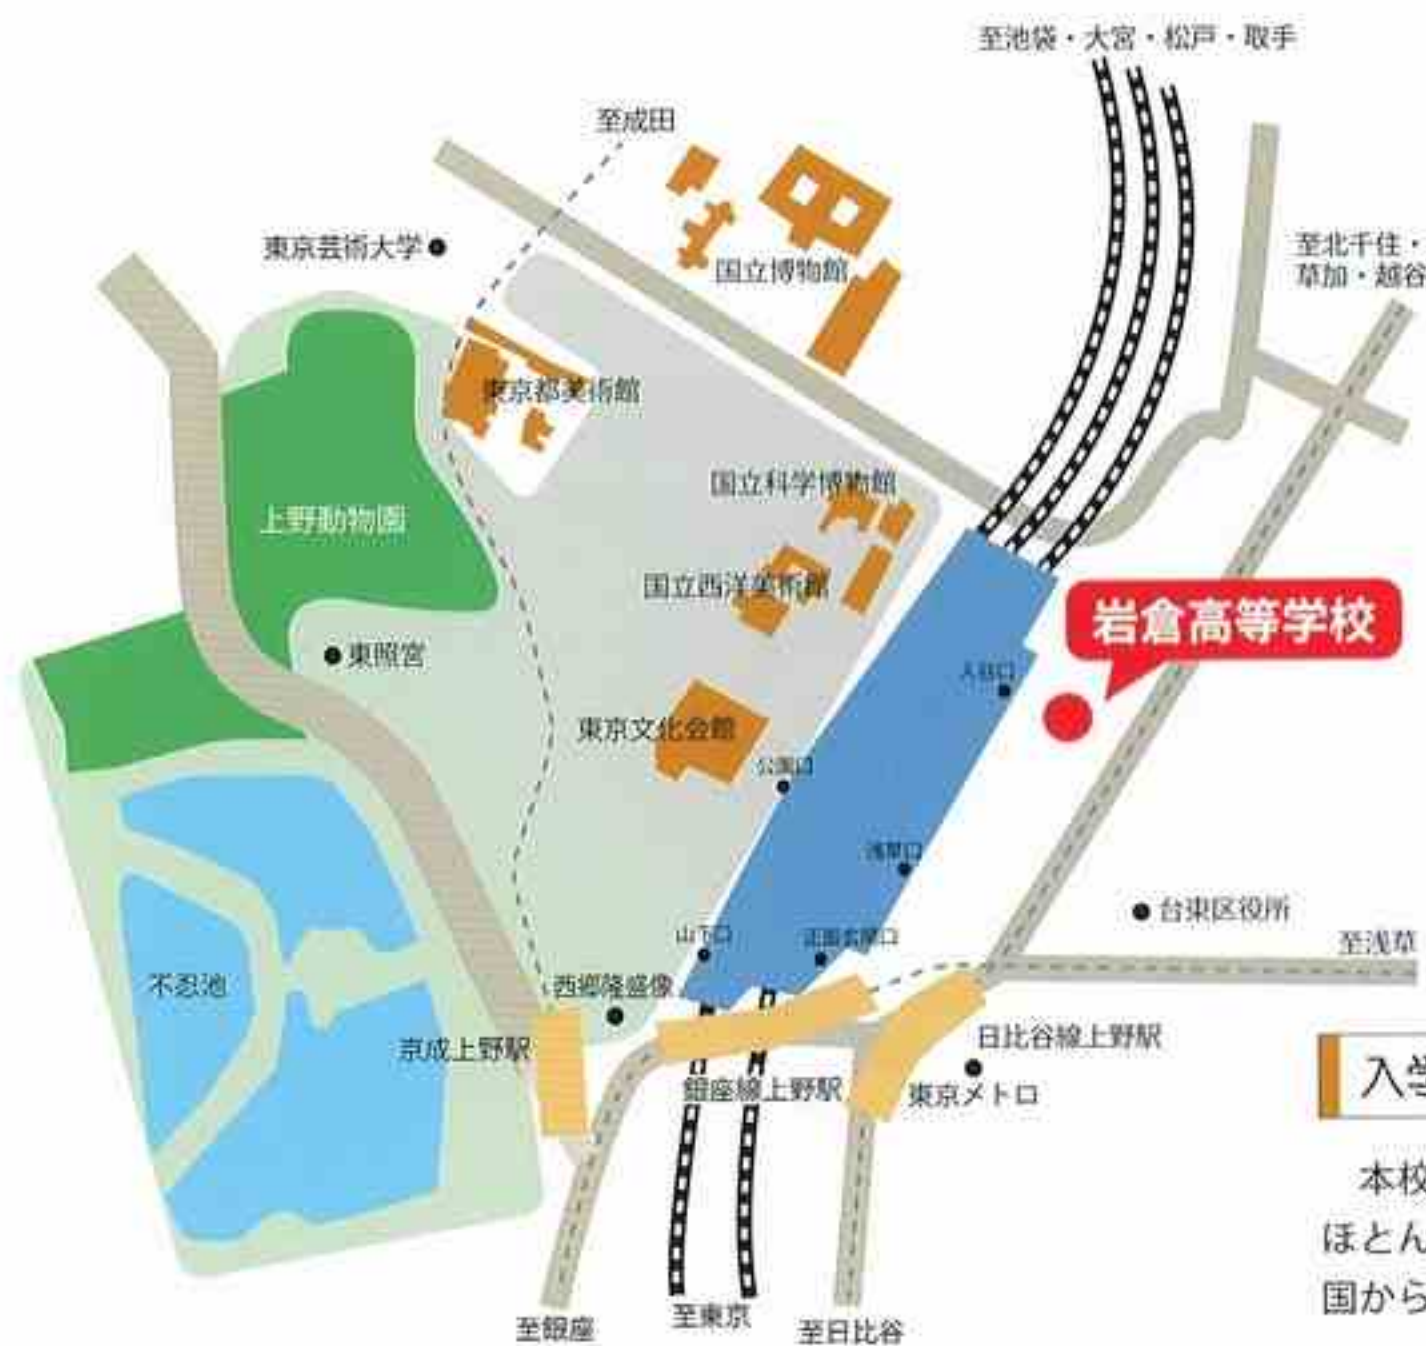 至池袋・大宮・松戸・取手
至成田
東京芸術大学
国立博物館
至北千住・
草加・越谷
東京都美術館
国立科学博物館
上野動物園
国立西洋美術館
岩倉高等学校
東照宮
入谷口
東京文化会館
公園口
浅草口
台東区役所
山下口
正面玄関口
至浅草
不忍池
西郷隆盛像
京成上野駅
日比谷線上野駅
銀座線上野駅
東京メトロ
入学
本校
ほとん
国から
至銀座
至東京
至日比谷